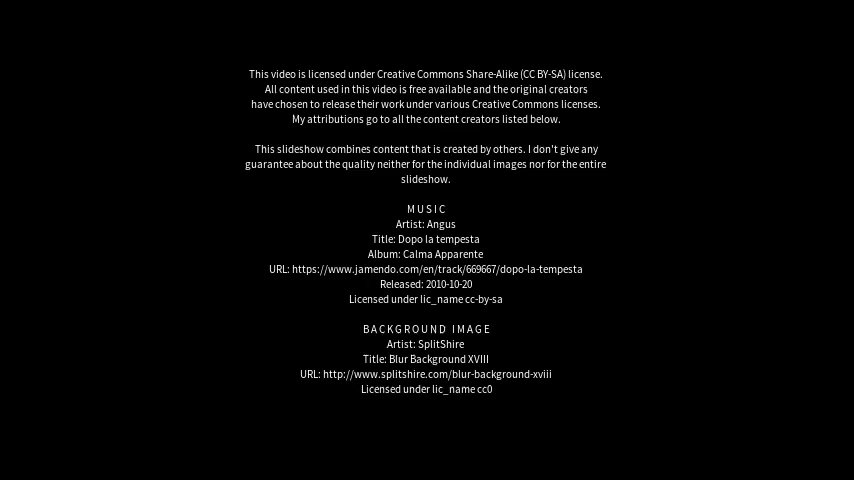 This video is licensed under Creative Commons Share-Alike (CC BY-SA) license.
All content used in this video is free available and the original creators
have chosen to release their work under various Creative Commons licenses.
My attributions go to all the content creators listed below.
This slideshow combines content that is created by others. I don't give any
guarantee about the quality neither for the individual images nor for the entire
slideshow.
MUSIC
Artist: Angus
Title: Dopo la tempesta
Album: Calma Apparente
URL: https://www.jamendo.com/en/track/669667/dopo-la-tempesta
Released: 2010-10-20
Licensed under lic_name cc-by-sa
BACKGROUND IMAGE
Artist: SplitShire
Title: Blur Background XVIII
URL: http://www.splitshire.com/blur-background-xviii
Licensed under lic_name cc0